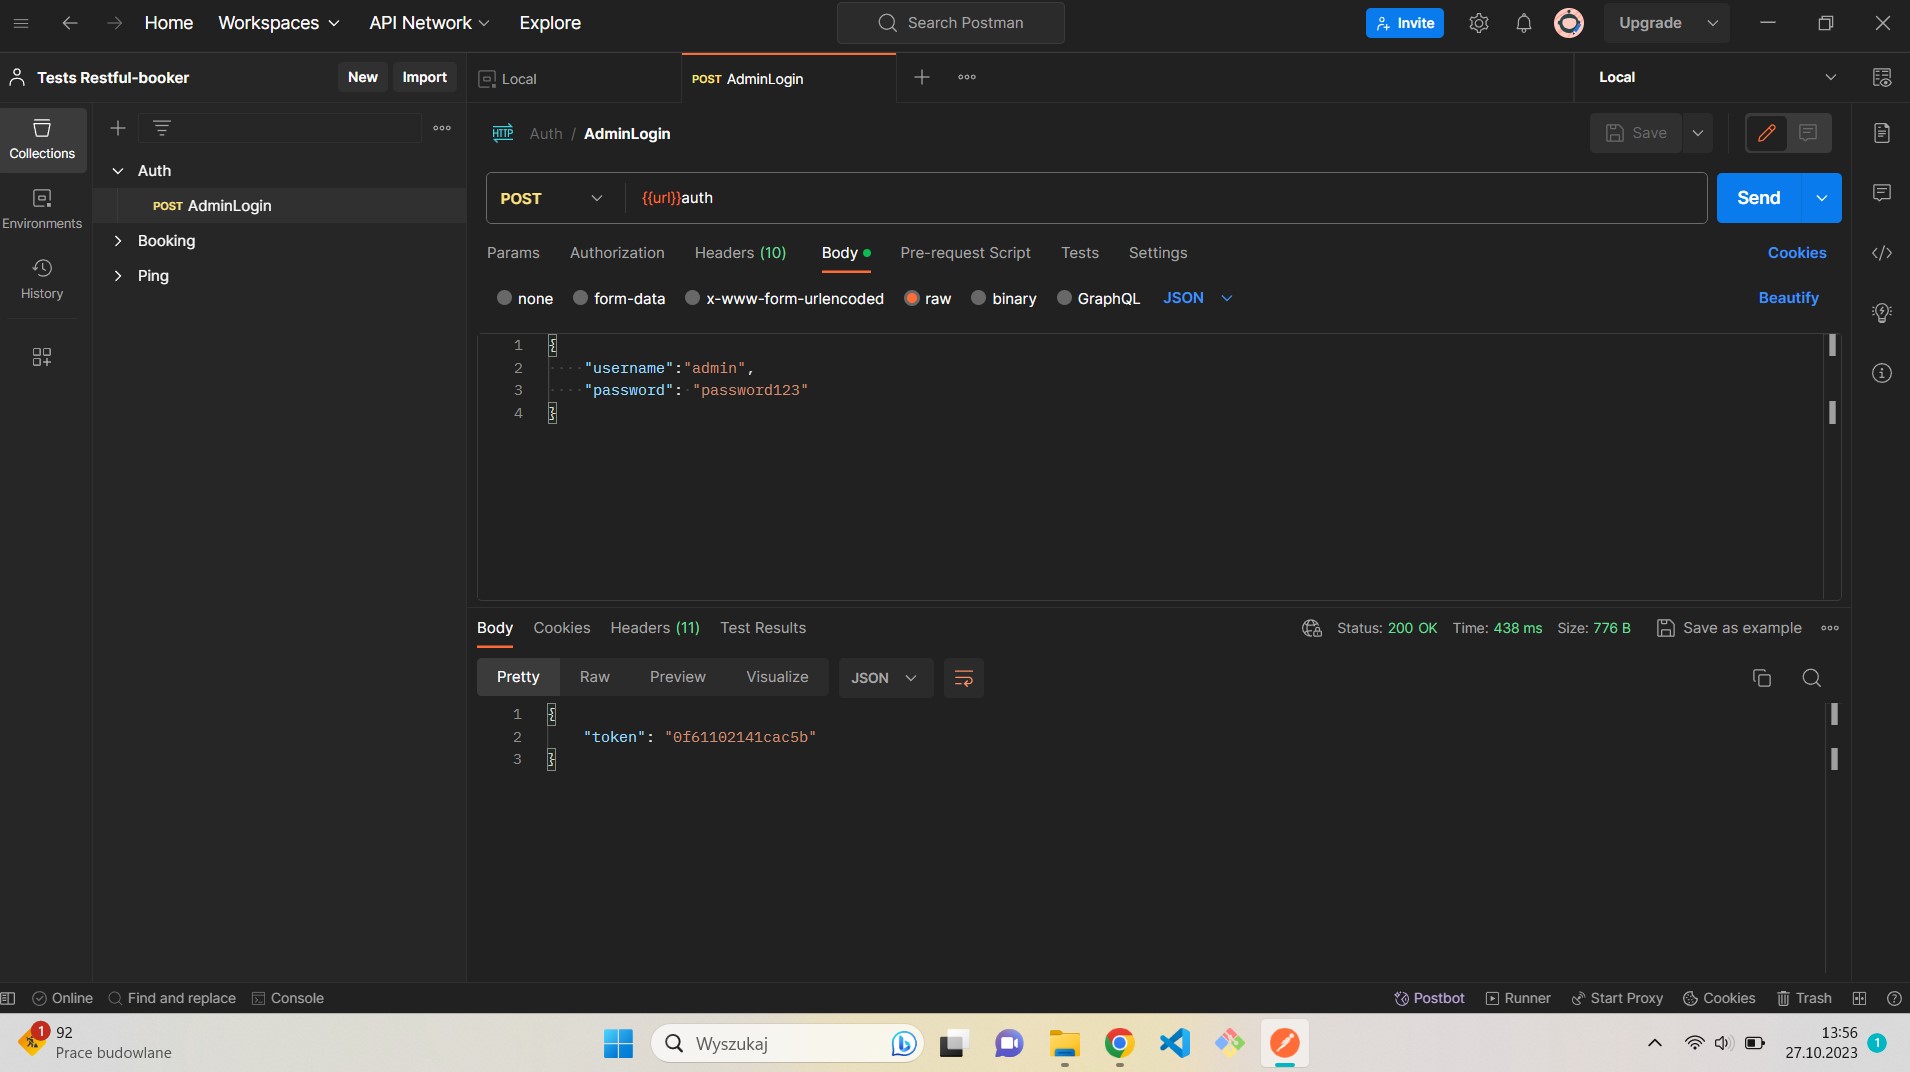 Home Workspaces API Network Explore Search Postman Invite Upgrade
Tests Restful-booker New Import Local POST AdminLogin Local
Collections
Environments
History
Auth
POST AdminLogin
Booking
Ping
HTTP Auth / AdminLogin Save
POST {{url}}auth Send
Params Authorization Headers (10) Body Pre-request Script Tests Settings Cookies
none form-data x-www-form-urlencoded raw binary GraphQL JSON Beautify
1 {
2 "username":"admin",
3 "password": "password123"
4 }
Body Cookies Headers (11) Test Results Status: 200 OK Time: 438 ms Size: 776 B Save as example
Pretty Raw Preview Visualize JSON
1 {
2 "token": "0f61102141cac5b"
3 }
Online Find and replace Console Postbot Runner Start Proxy Cookies Trash
1 92
Prace budowlane
Wyszukaj
13:56
27.10.2023
1